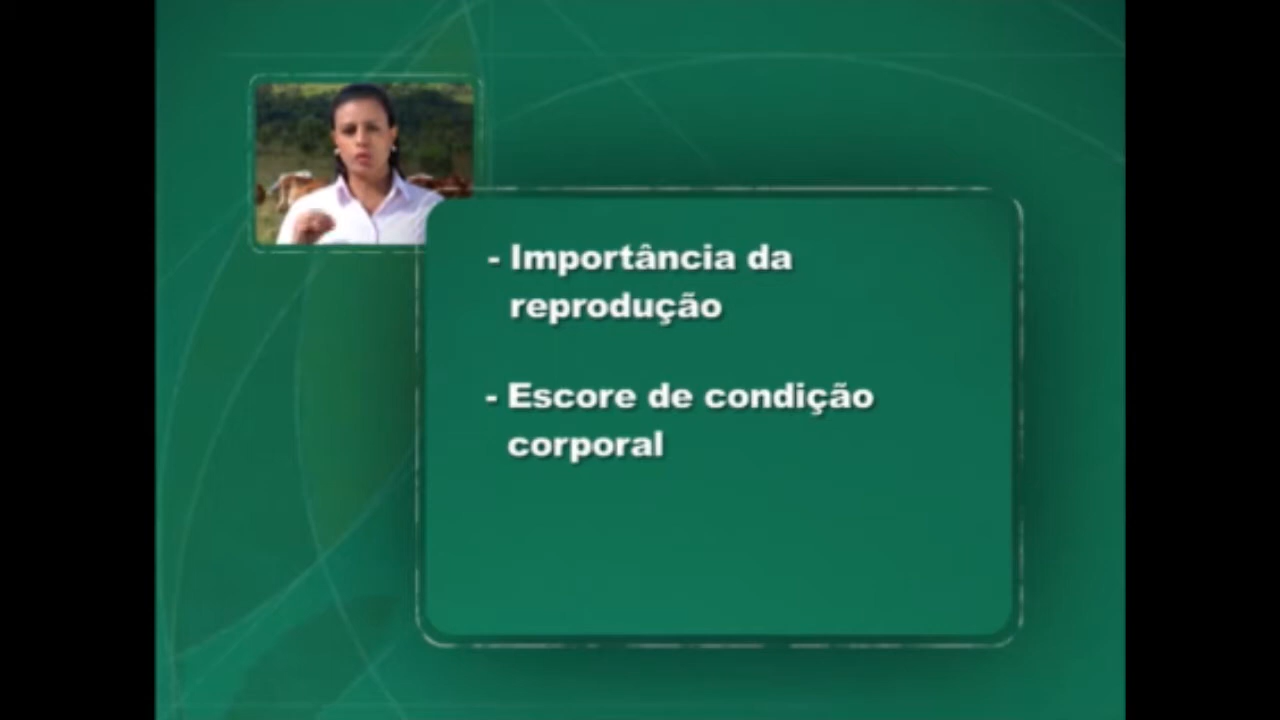 - Importância da
reprodução
- Escore de condição
corporal